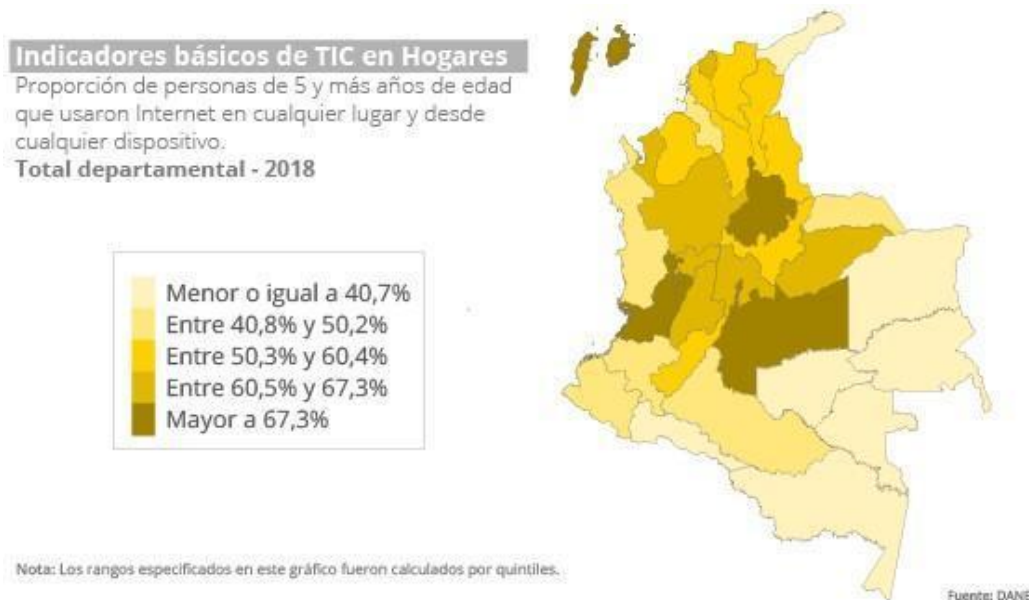 Indicadores básicos de TIC en Hogares
Proporción de personas de 5 y más años de edad
que usaron Internet en cualquier lugar y desde
cualquier dispositivo.
Total departamental - 2018
Menor o igual a 40,7%
Entre 40,8% y 50,2%
Entre 50,3% y 60,4%
Entre 60,5% y 67,3%
Mayor a 67,3%
Nota: Los rangos especificados en este gráfico fueron calculados por quintiles.
Fuente: DANE